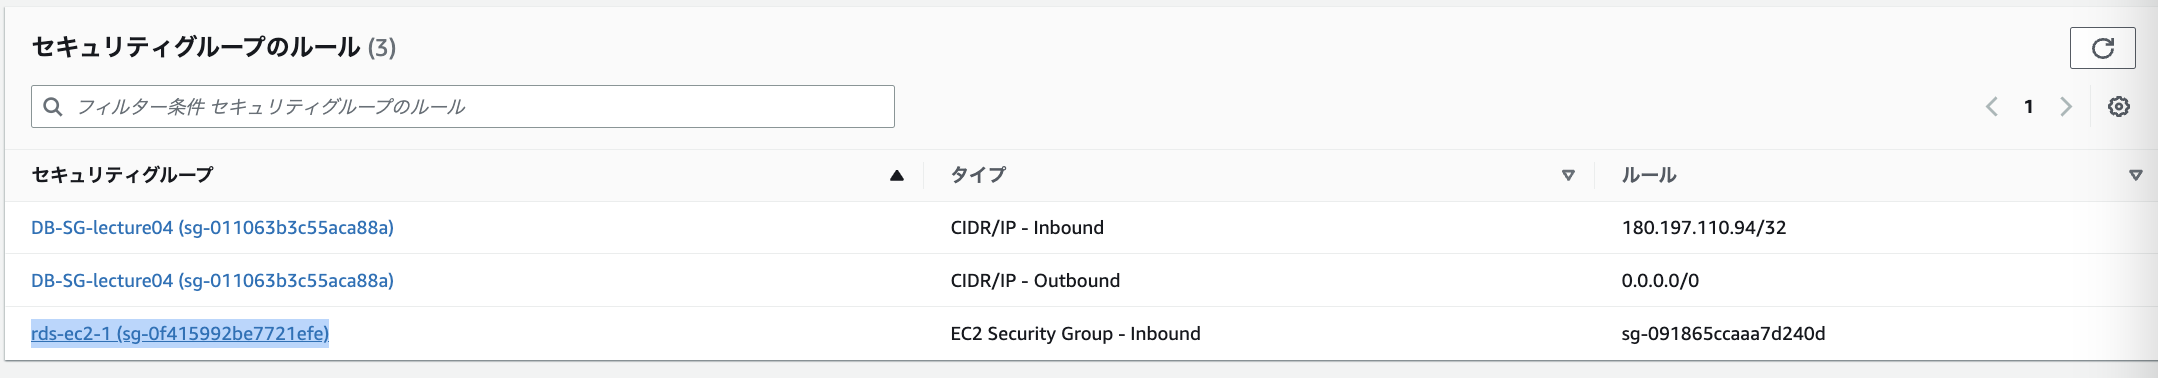 セキュリティグループのルール (3)
フィルター条件 セキュリティグループのルール
1
セキュリティグループ タイプ ルール
DB-SG-lecture04 (sg-011063b3c55aca88a) CIDR/IP - Inbound 180.197.110.94/32
DB-SG-lecture04 (sg-011063b3c55aca88a) CIDR/IP - Outbound 0.0.0.0/0
rds-ec2-1 (sg-0f415992be7721efe) EC2 Security Group - Inbound sg-091865ccaaa7d240d